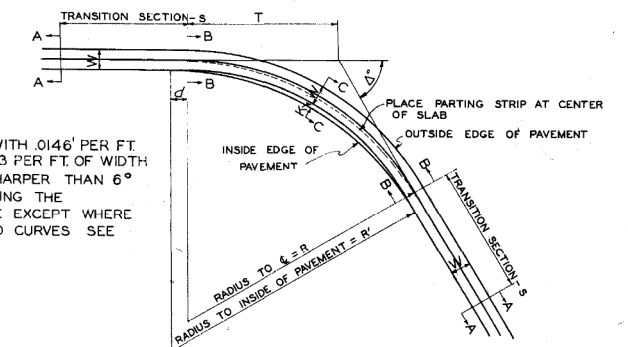 TRANSITION SECTION-S
T
A
B
W
A
B
d
Δ°
C
W
K
C
PLACE PARTING STRIP AT CENTER
OF SLAB
OUTSIDE EDGE OF PAVEMENT
INSIDE EDGE OF
PAVEMENT
WITH .0146' PER FT.
3 PER FT. OF WIDTH
HARPER THAN 6°
ING THE
E EXCEPT WHERE
D CURVES SEE
B
B
TRANSITION SECTION-S
RADIUS TO ℄ = R
RADIUS TO INSIDE OF PAVEMENT = R'
W
A
A